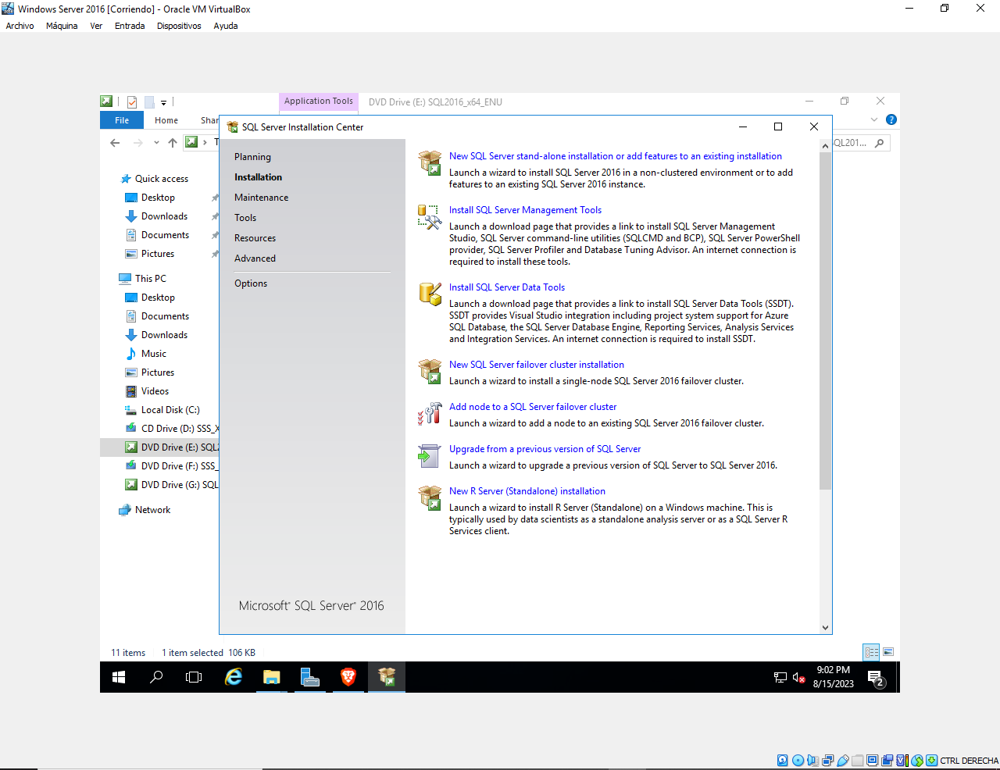 Windows Server 2016 [Corriendo] - Oracle VM VirtualBox
Archivo Máquina Ver Entrada Dispositivos Ayuda
Application Tools DVD Drive (E:) SQL2016_x64_ENU
File Home Shar
SQL Server Installation Center
SQL201...
Quick access
Desktop
Downloads
Documents
Pictures
This PC
Desktop
Documents
Downloads
Music
Pictures
Videos
Local Disk (C:)
CD Drive (D:) SSS_X
DVD Drive (E:) SQL2
DVD Drive (F:) SSS_
DVD Drive (G:) SQL
Network
Planning
Installation
Maintenance
Tools
Resources
Advanced
Options
Microsoft® SQL Server® 2016
New SQL Server stand-alone installation or add features to an existing installation
Launch a wizard to install SQL Server 2016 in a non-clustered environment or to add
features to an existing SQL Server 2016 instance.
Install SQL Server Management Tools
Launch a download page that provides a link to install SQL Server Management
Studio, SQL Server command-line utilities (SQLCMD and BCP), SQL Server PowerShell
provider, SQL Server Profiler and Database Tuning Advisor. An internet connection is
required to install these tools.
Install SQL Server Data Tools
Launch a download page that provides a link to install SQL Server Data Tools (SSDT).
SSDT provides Visual Studio integration including project system support for Azure
SQL Database, the SQL Server Database Engine, Reporting Services, Analysis Services
and Integration Services. An internet connection is required to install SSDT.
New SQL Server failover cluster installation
Launch a wizard to install a single-node SQL Server 2016 failover cluster.
Add node to a SQL Server failover cluster
Launch a wizard to add a node to an existing SQL Server 2016 failover cluster.
Upgrade from a previous version of SQL Server
Launch a wizard to upgrade a previous version of SQL Server to SQL Server 2016.
New R Server (Standalone) installation
Launch a wizard to install R Server (Standalone) on a Windows machine. This is
typically used by data scientists as a standalone analysis server or as a SQL Server R
Services client.
11 items 1 item selected 106 KB
9:02 PM
8/15/2023
2
CTRL DERECHA